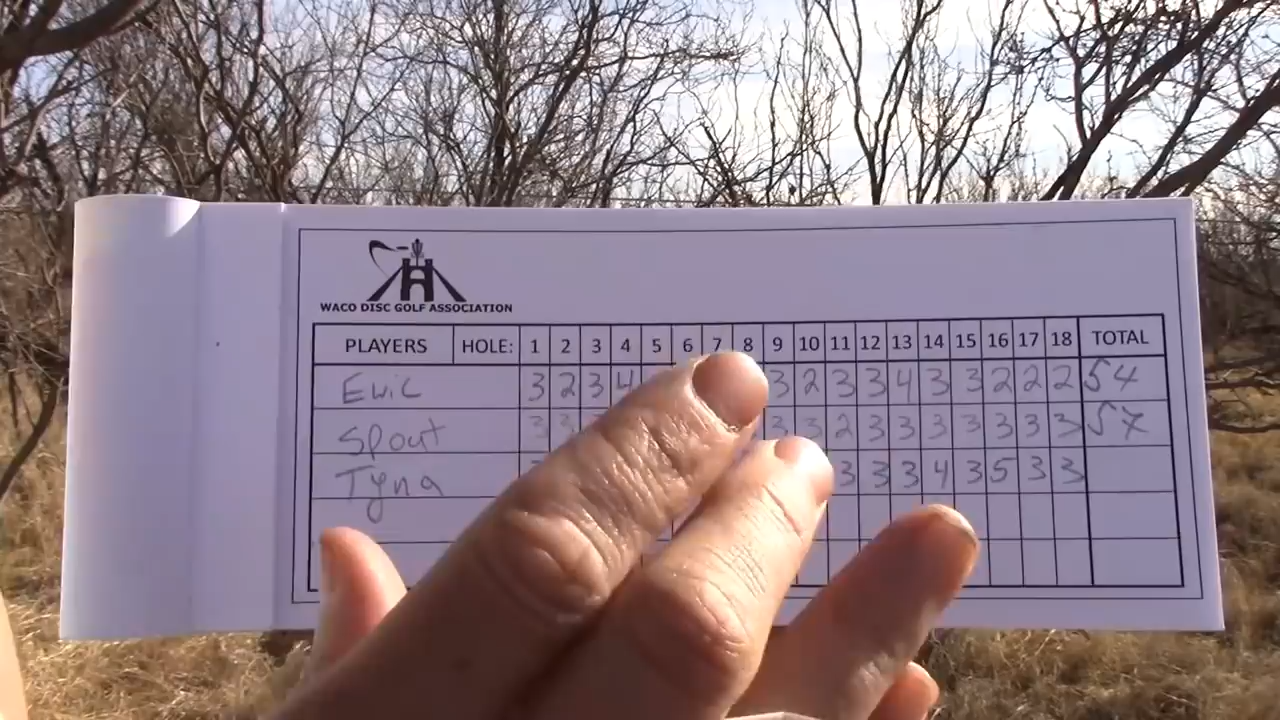 WACO DISC GOLF ASSOCIATION
PLAYERS HOLE: 1 2 3 4 5 6 7 8 9 10 11 12 13 14 15 16 17 18 TOTAL
Ewic 3 2 3 4 3 2 3 3 4 3 3 2 2 2 54
Spout 3 3 3 3 2 3 3 3 3 3 3 3 57
Tyna 3 3 3 4 3 5 3 3